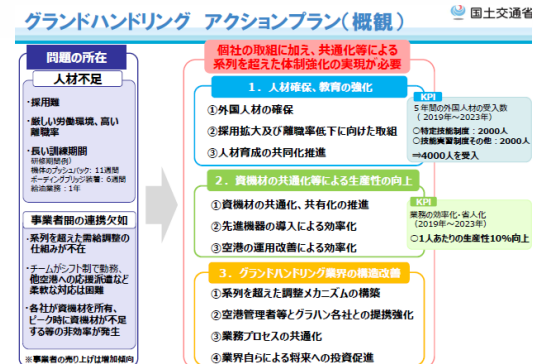 グランドハンドリング アクションプラン(概観)
国土交通省
問題の所在
人材不足
・採用難
・厳しい労働環境、高い
離職率
・長い訓練期間
研修期間例)
機体のプッシュバック：11週間
ボーディングブリッジ装着：6週間
給油業務：1年
事業者間の連携欠如
・系列を超えた需給調整の
仕組みが不在
・チームがシフト制で勤務、
他空港への応援派遣など
柔軟な対応は困難
・各社が資機材を所有、
ピーク時に資機材が不足
する等の非効率が発生
※事業者の売り上げは増加傾向
個社の取組に加え、共通化等による
系列を超えた体制強化の実現が必要
1．人材確保、教育の強化
①外国人材の確保
②採用拡大及び離職率低下に向けた取組
③人材育成の共同化推進
KPI
5年間の外国人材の受入数
(2019年～2023年)
○特定技能制度：2000人
○技能実習制度その他：2000人
⇒4000人を受入
2．資機材の共通化等による生産性の向上
①資機材の共通化、共有化の推進
②先進機器の導入による効率化
③空港の運用改善による効率化
KPI
業務の効率化・省人化
(2019年～2023年)
○1人あたりの生産性10%向上
3．グランドハンドリング業界の構造改善
①系列を超えた調整メカニズムの構築
②空港管理者等とグラハン各社との提携強化
③業務プロセスの共通化
④業界自らによる将来への投資促進